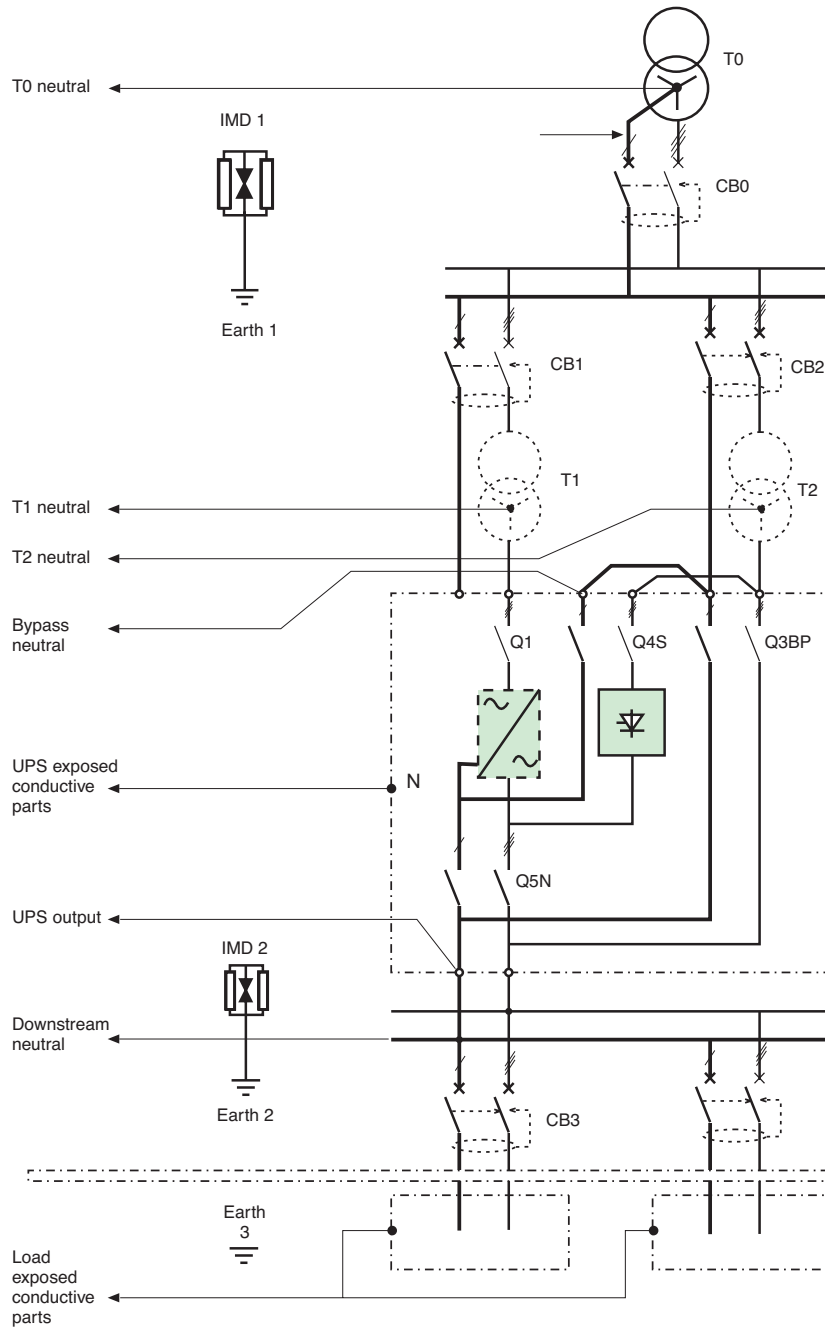 T0
T0 neutral
IMD 1
CB0
Earth 1
CB1
CB2
T1
T2
T1 neutral
T2 neutral
Bypass
neutral
Q1
Q4S
Q3BP
UPS exposed
conductive
parts
N
Q5N
UPS output
IMD 2
Downstream
neutral
Earth 2
CB3
Earth
3
Load
exposed
conductive
parts